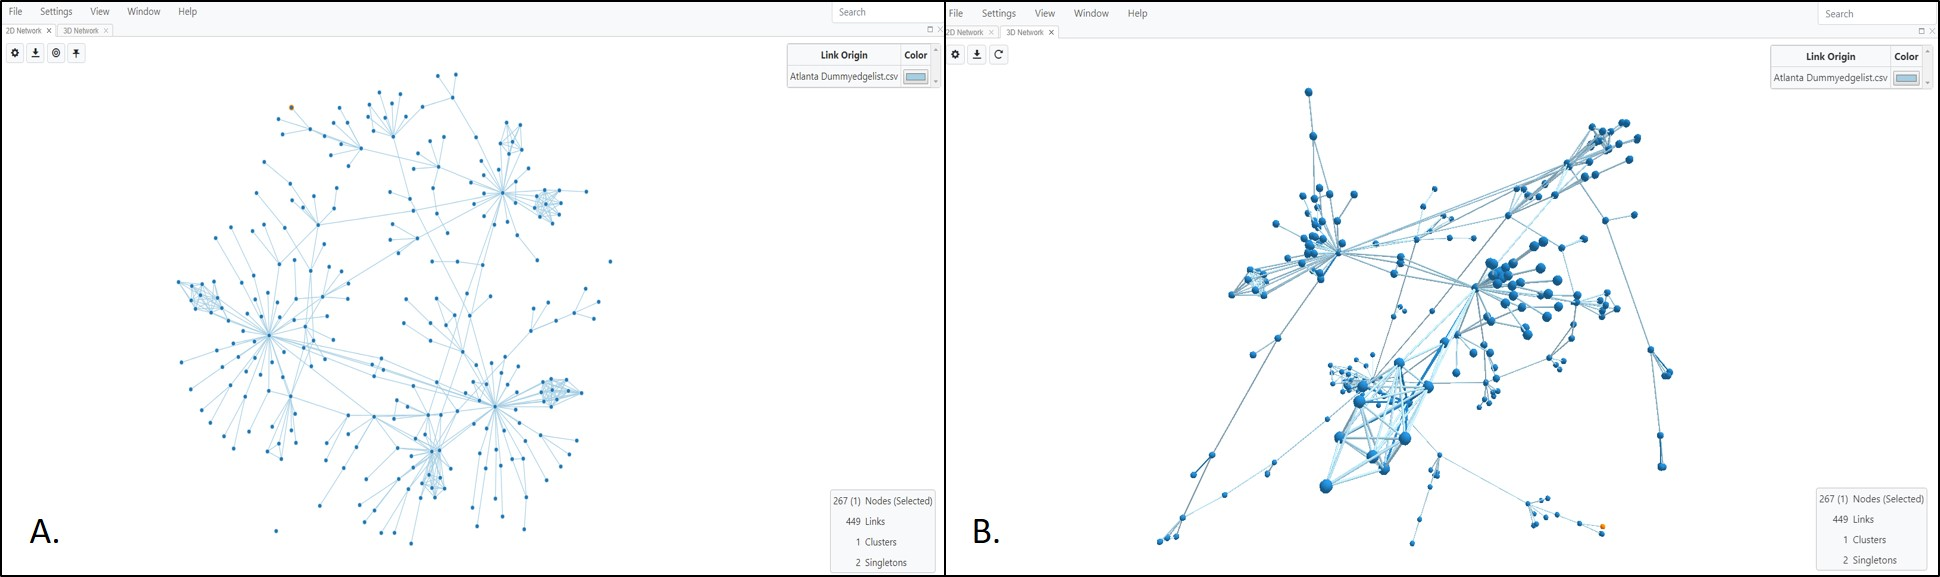 File Settings View Window Help
Search
2D Network × 3D Network ×
Link Origin Color
Atlanta Dummyedgelist.csv
267 (1) Nodes (Selected)
449 Links
1 Clusters
2 Singletons
A.
File Settings View Window Help
Search
2D Network × 3D Network ×
Link Origin Color
Atlanta Dummyedgelist.csv
267 (1) Nodes (Selected)
449 Links
1 Clusters
2 Singletons
B.